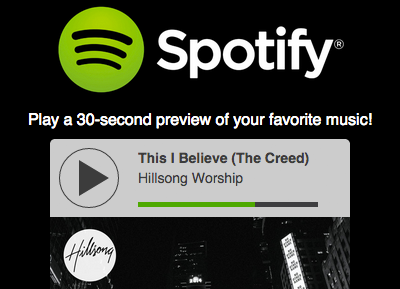 Spotify®
Play a 30-second preview of your favorite music!
This I Believe (The Creed)
Hillsong Worship
Hillsong